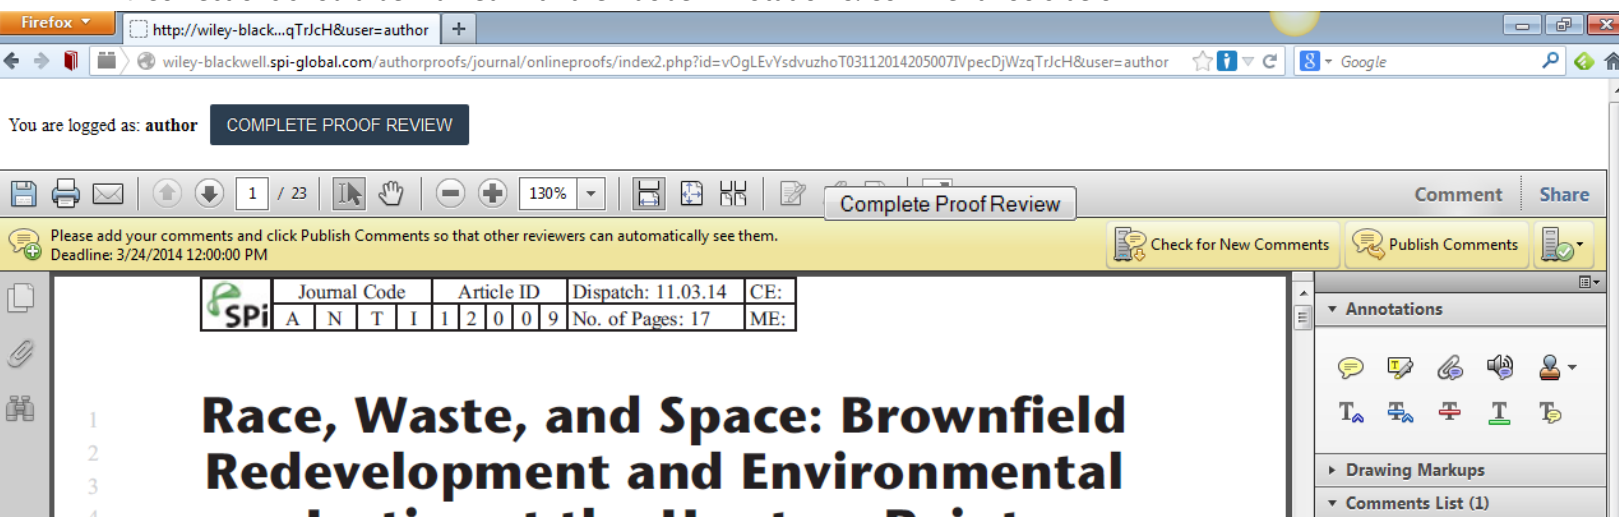 Firefox
http://wiley-black...qTrJcH&user=author
wiley-blackwell.spi-global.com/authorproofs/journal/onlineproofs/index2.php?id=vOgLEvYsdvuzhoT03112014205007IVpecDjWzqTrJcH&user=author
Google
You are logged as: author COMPLETE PROOF REVIEW
1 / 23 130% Complete Proof Review Comment Share
Please add your comments and click Publish Comments so that other reviewers can automatically see them.
Deadline: 3/24/2014 12:00:00 PM
Check for New Comments Publish Comments
SPi Journal Code Article ID Dispatch: 11.03.14 CE:
A N T I 1 2 0 0 9 No. of Pages: 17 ME:
Annotations
1 Race, Waste, and Space: Brownfield
2 Redevelopment and Environmental
3
Drawing Markups
Comments List (1)